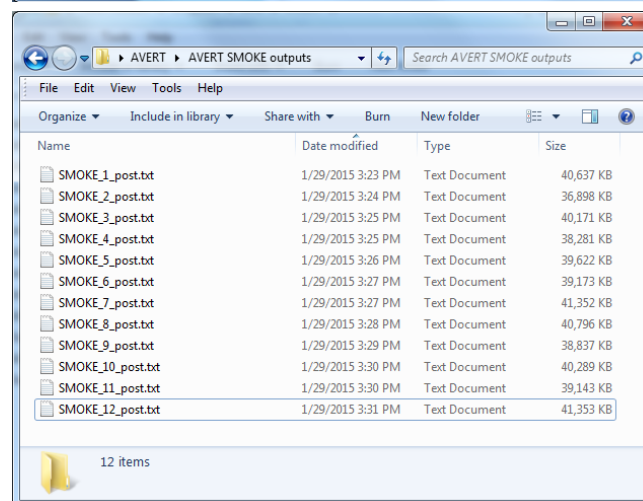 AVERT ▸ AVERT SMOKE outputs Search AVERT SMOKE outputs
File Edit View Tools Help
Organize Include in library Share with Burn New folder
Name Date modified Type Size
SMOKE_1_post.txt 1/29/2015 3:23 PM Text Document 40,637 KB
SMOKE_2_post.txt 1/29/2015 3:24 PM Text Document 36,898 KB
SMOKE_3_post.txt 1/29/2015 3:25 PM Text Document 40,171 KB
SMOKE_4_post.txt 1/29/2015 3:25 PM Text Document 38,281 KB
SMOKE_5_post.txt 1/29/2015 3:26 PM Text Document 39,622 KB
SMOKE_6_post.txt 1/29/2015 3:27 PM Text Document 39,173 KB
SMOKE_7_post.txt 1/29/2015 3:27 PM Text Document 41,352 KB
SMOKE_8_post.txt 1/29/2015 3:28 PM Text Document 40,796 KB
SMOKE_9_post.txt 1/29/2015 3:29 PM Text Document 38,837 KB
SMOKE_10_post.txt 1/29/2015 3:30 PM Text Document 40,289 KB
SMOKE_11_post.txt 1/29/2015 3:30 PM Text Document 39,143 KB
SMOKE_12_post.txt 1/29/2015 3:31 PM Text Document 41,353 KB
12 items